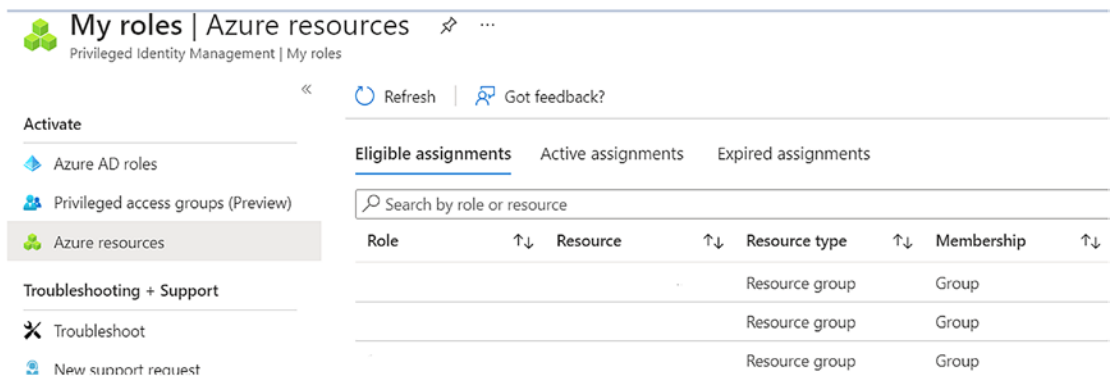 My roles | Azure resources ...
Privileged Identity Management | My roles
«
Activate
Azure AD roles
Privileged access groups (Preview)
Azure resources
Troubleshooting + Support
Troubleshoot
New support request
Refresh | Got feedback?
Eligible assignments Active assignments Expired assignments
Search by role or resource
Role ↑↓ Resource ↑↓ Resource type ↑↓ Membership ↑↓
Resource group Group
Resource group Group
Resource group Group